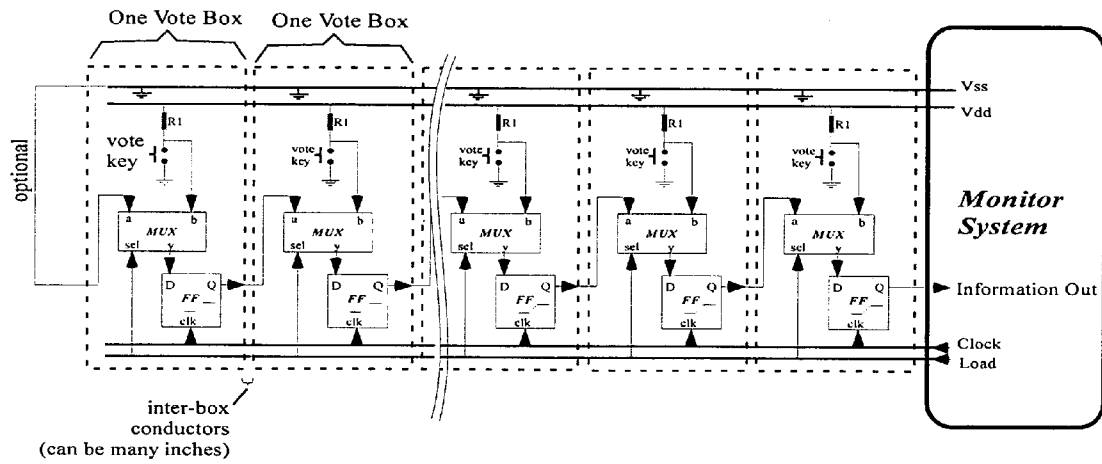 One Vote Box
One Vote Box
Vss
Vdd
R1
R1
R1
R1
R1
vote
key
vote
key
vote
key
vote
key
vote
key
optional
a
b
MUX
sel
y
a
b
MUX
sel
y
a
b
MUX
sel
y
a
b
MUX
sel
y
a
b
MUX
sel
y
Monitor
System
D
Q
FF
clk
D
Q
FF
clk
D
Q
FF
clk
D
Q
FF
clk
D
Q
FF
clk
Information Out
Clock
Load
inter-box
conductors
(can be many inches)